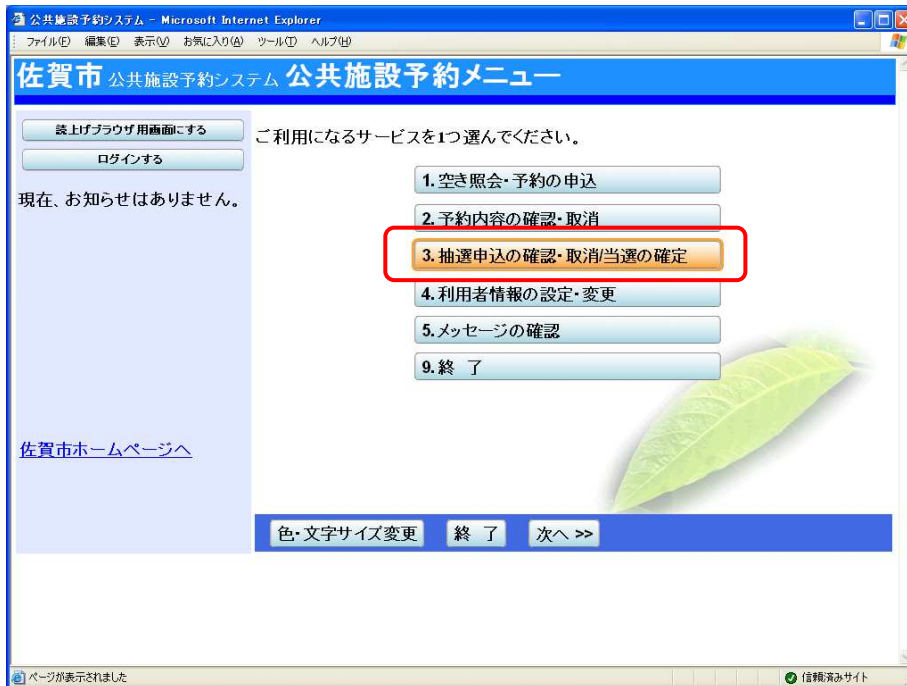 公共施設予約システム - Microsoft Internet Explorer
ファイル(F) 編集(E) 表示(V) お気に入り(A) ツール(T) ヘルプ(H)
佐賀市 公共施設予約システム 公共施設予約メニュー
読上げブラウザ用画面にする
ログインする
現在、お知らせはありません。
佐賀市ホームページへ
ご利用になるサービスを1つ選んでください。
1.空き照会・予約の申込
2.予約内容の確認・取消
3.抽選申込の確認・取消/当選の確定
4.利用者情報の設定・変更
5.メッセージの確認
9.終 了
色・文字サイズ変更 終 了 次へ >>
ページが表示されました 信頼済みサイト